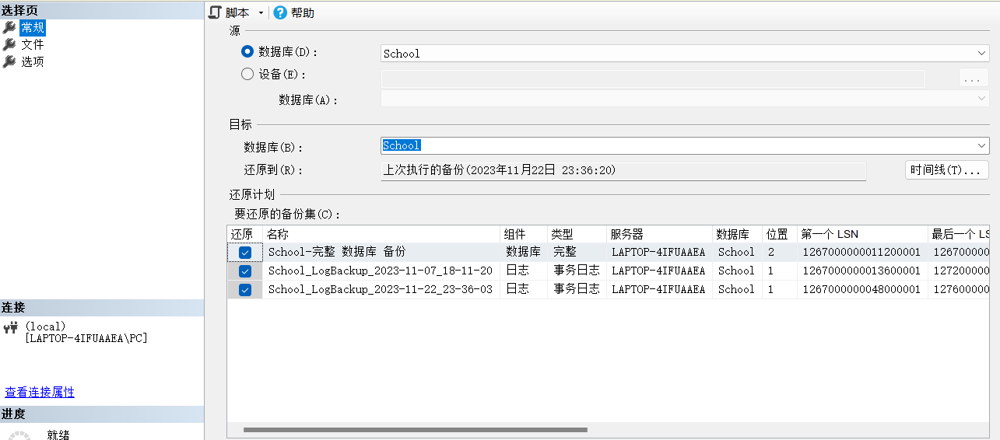 选择页
常规
文件
选项
连接
(local)
[LAPTOP-4IFUAAEA\PC]
查看连接属性
进度
就绪
脚本 帮助
源
数据库(D):
School
设备(E):
...
数据库(A):
目标
数据库(B):
School
还原到(R):
上次执行的备份(2023年11月22日 23:36:20)
时间线(T)...
还原计划
要还原的备份集(C):
还原 名称 组件 类型 服务器 数据库 位置 第一个 LSN 最后一个 LS
School-完整 数据库 备份 数据库 完整 LAPTOP-4IFUAAEA School 2 1267000000011200001 126700000
School_LogBackup_2023-11-07_18-11-20 日志 事务日志 LAPTOP-4IFUAAEA School 1 1267000000013600001 127200000
School_LogBackup_2023-11-22_23-36-03 日志 事务日志 LAPTOP-4IFUAAEA School 1 1267000000048000001 127600000